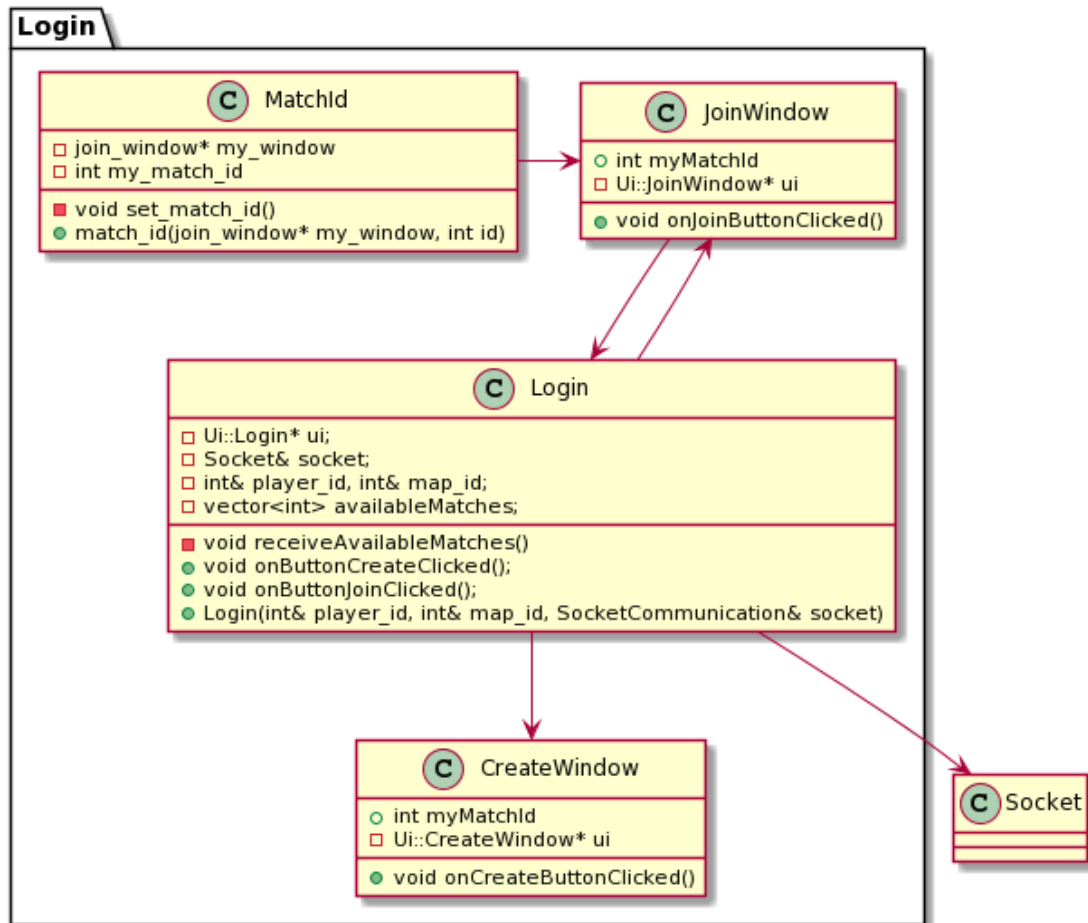 Login
C MatchId
join_window* my_window
int my_match_id
void set_match_id()
match_id(join_window* my_window, int id)
C JoinWindow
int myMatchId
Ui::JoinWindow* ui
void onJoinButtonClicked()
C Login
Ui::Login* ui;
Socket& socket;
int& player_id, int& map_id;
vector<int> availableMatches;
void receiveAvailableMatches()
void onButtonCreateClicked();
void onButtonJoinClicked;
Login(int& player_id, int& map_id, SocketCommunication& socket)
C CreateWindow
int myMatchId
Ui::CreateWindow* ui
void onCreateButtonClicked()
C Socket